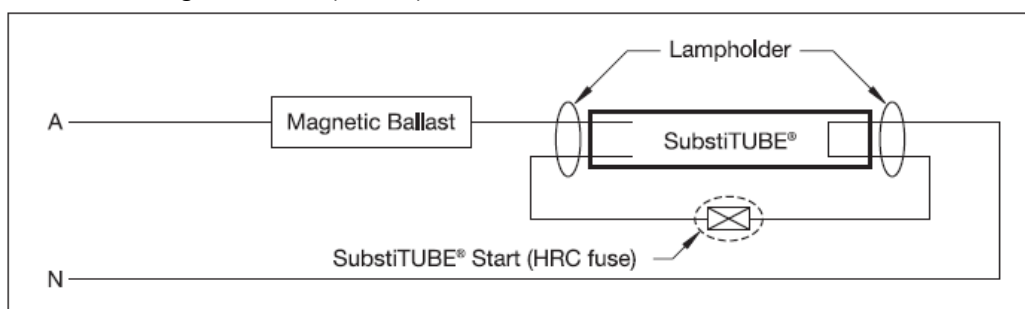 Lampholder
A
Magnetic Ballast
SubstiTUBE®
SubstiTUBE® Start (HRC fuse)
N